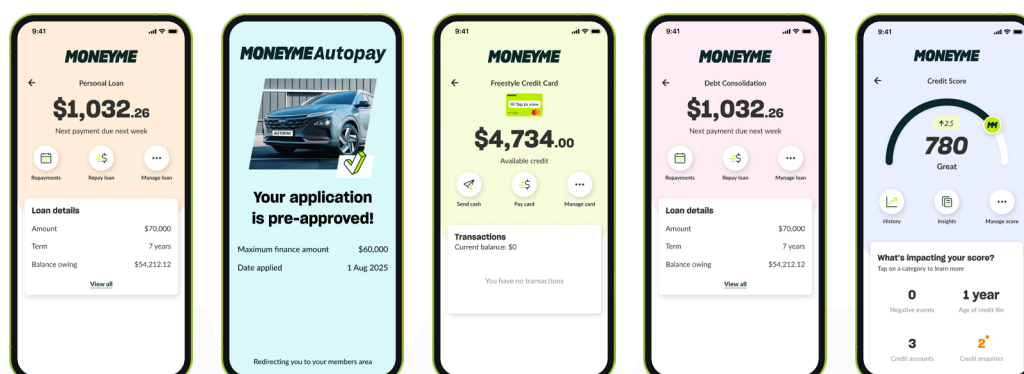 9:41
MONEYME
Personal Loan
$1,032.26
Next payment due next week
Repayments
Repay loan
Manage loan
Loan details
Amount $70,000
Term 7 years
Balance owing $54,212.12
View all
MONEYME Autopay
AUTOPAY
Your application
is pre-approved!
Maximum finance amount $60,000
Date applied 1 Aug 2025
Redirecting you to your members area
9:41
MONEYME
Freestyle Credit Card
Tap to view
$4,734.00
Available credit
Send cash
Pay card
Manage card
Transactions
Current balance: $0
You have no transactions
9:41
MONEYME
Debt Consolidation
$1,032.26
Next payment due next week
Repayments
Repay loan
Manage loan
Loan details
Amount $70,000
Term 7 years
Balance owing $54,212.12
View all
9:41
MONEYME
Credit Score
↑25
780
Great
History
Insights
Manage score
What's impacting your score?
Tap on a category to learn more
0 1 year
Negative events Age of credit file
3 2*
Credit accounts Credit enquiries